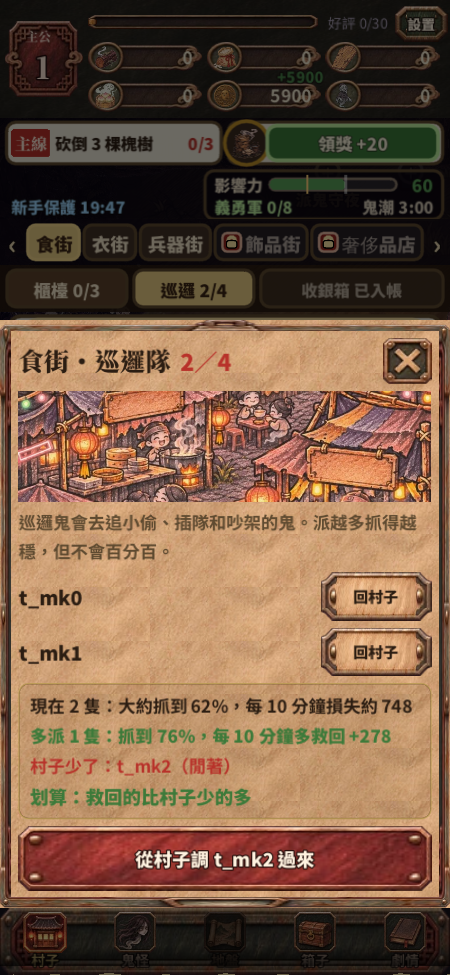 主公
1
好評 0/30
設置
0
0
0
+5900
0
5900
0
主線 砍倒 3 棵槐樹 0/3
領獎 +20
影響力 60
新手保護 19:47
義勇軍 0/8 鬼潮 3:00
‹ 食街 衣街 兵器街 飾品街 奢侈品店 ›
櫃檯 0/3 巡邏 2/4 收銀箱 已入帳
食街・巡邏隊 2／4
巡邏鬼會去追小偷、插隊和吵架的鬼。派越多抓得越
穩，但不會百分百。
t_mk0 回村子
t_mk1 回村子
現在 2 隻：大約抓到 62%，每 10 分鐘損失約 748
多派 1 隻：抓到 76%，每 10 分鐘多救回 +278
村子少了：t_mk2（閒著）
划算：救回的比村子少的多
從村子調 t_mk2 過來
村子 鬼怪 箱子 劇情